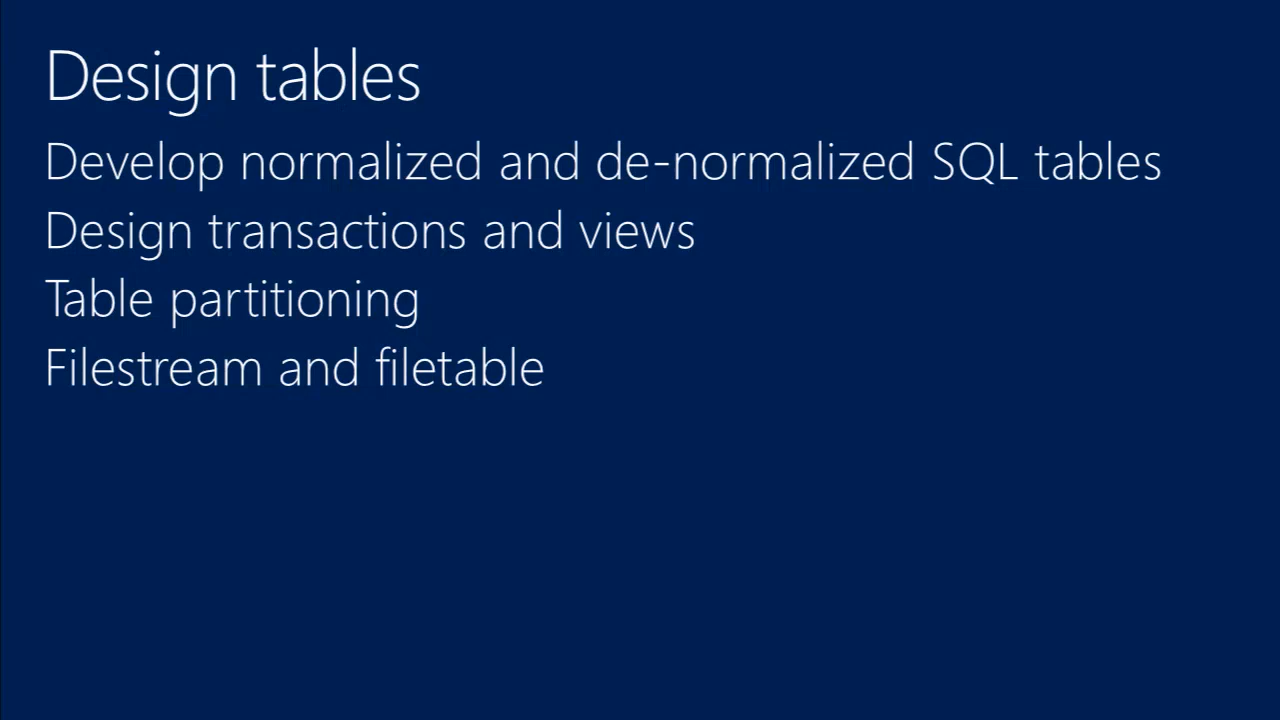 Design tables
Develop normalized and de-normalized SQL tables
Design transactions and views
Table partitioning
Filestream and filetable